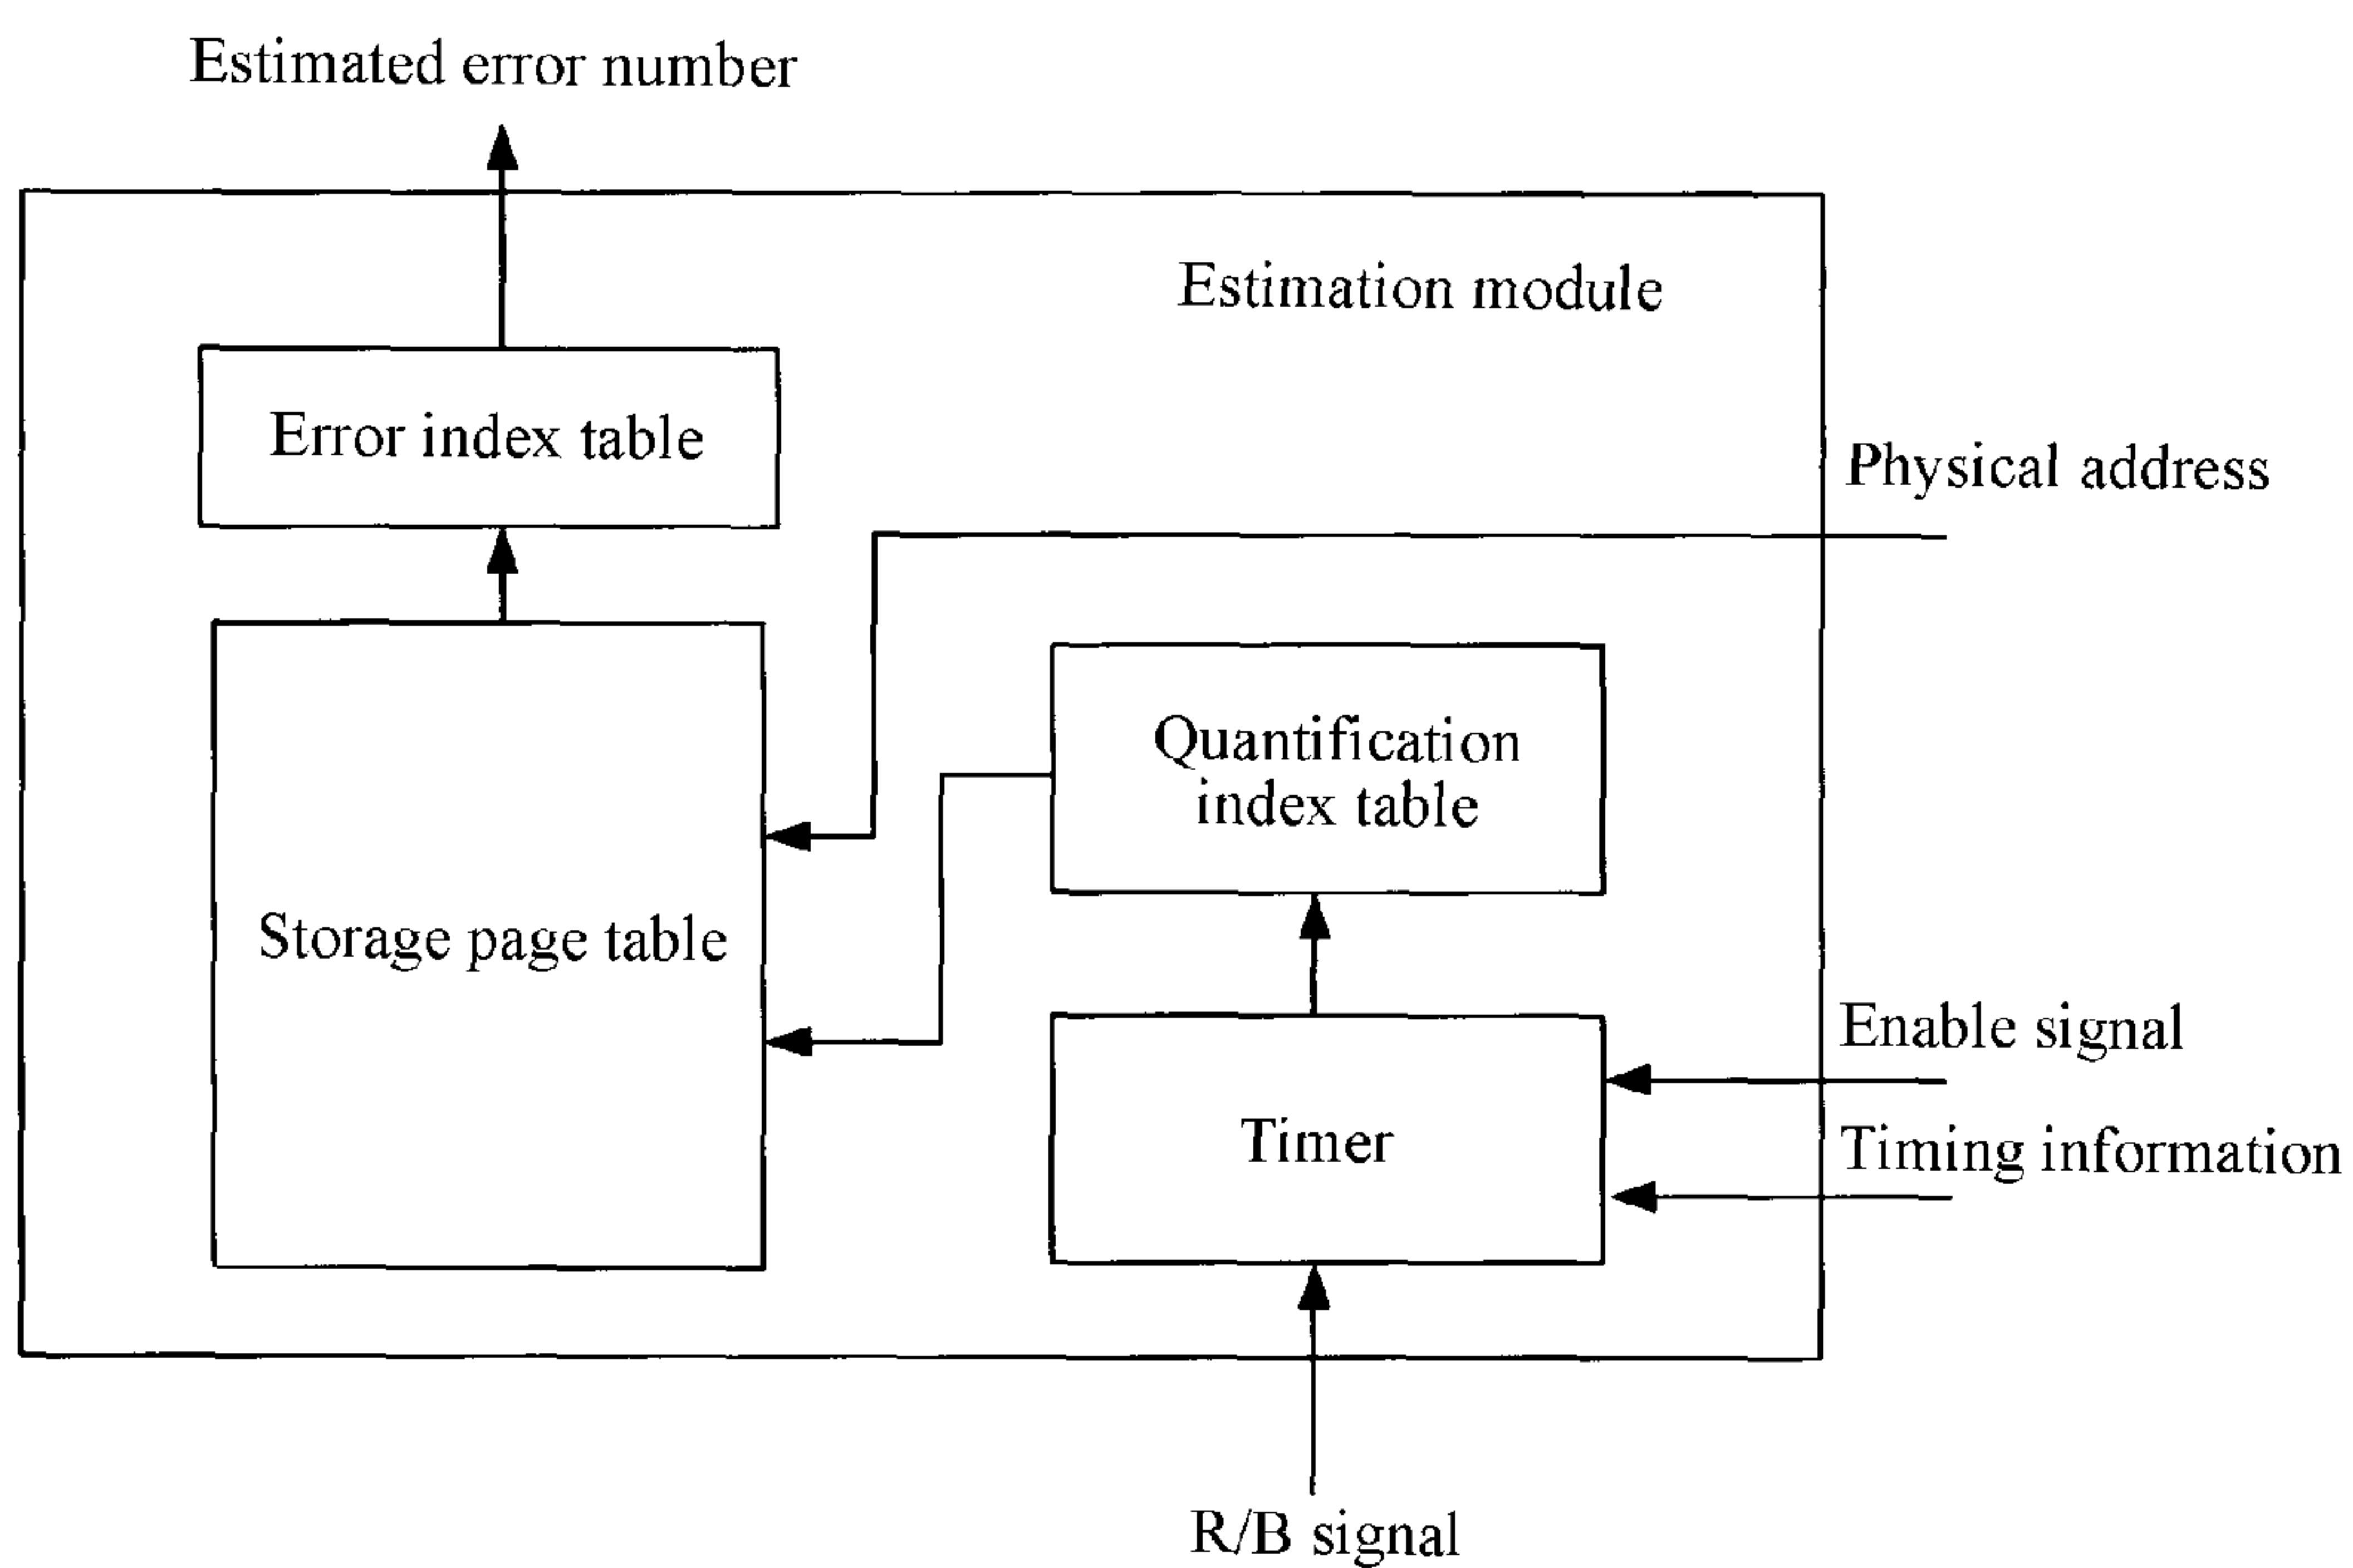 Estimated error number
Estimation module
Error index table
Physical address
Quantification
index table
Storage page table
Enable signal
Timer
Timing information
R/B signal